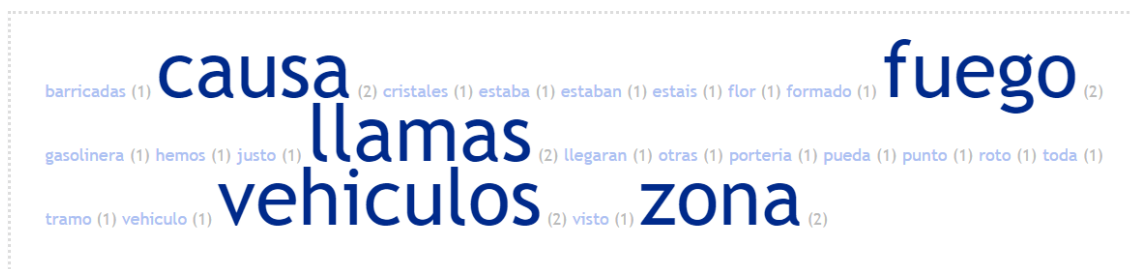 barricadas (1) causa (2) cristales (1) estaba (1) estaban (1) estais (1) flor (1) formado (1) fuego (2)
gasolinera (1) hemos (1) justo (1) llamas (2) llegaran (1) otras (1) porteria (1) pueda (1) punto (1) roto (1) toda (1)
tramo (1) vehiculo (1) vehiculos (2) visto (1) zona (2)